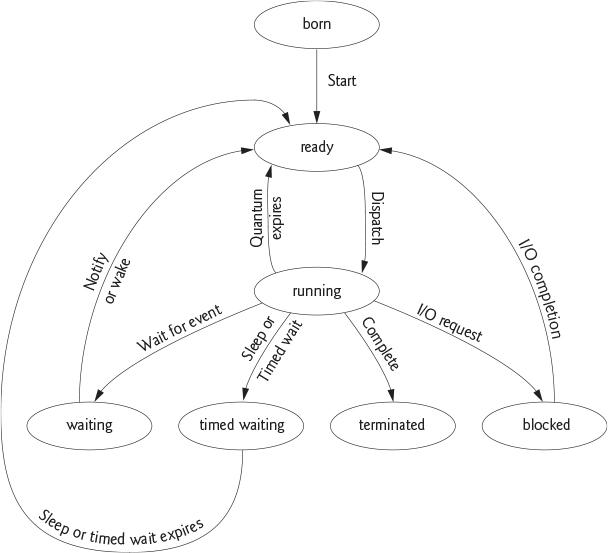 born
Start
ready
Quantum
expires
Dispatch
Notify
or wake
I/O completion
running
Wait for event
Sleep or
Timed wait
Complete
I/O request
waiting
timed waiting
terminated
blocked
Sleep or timed wait expires